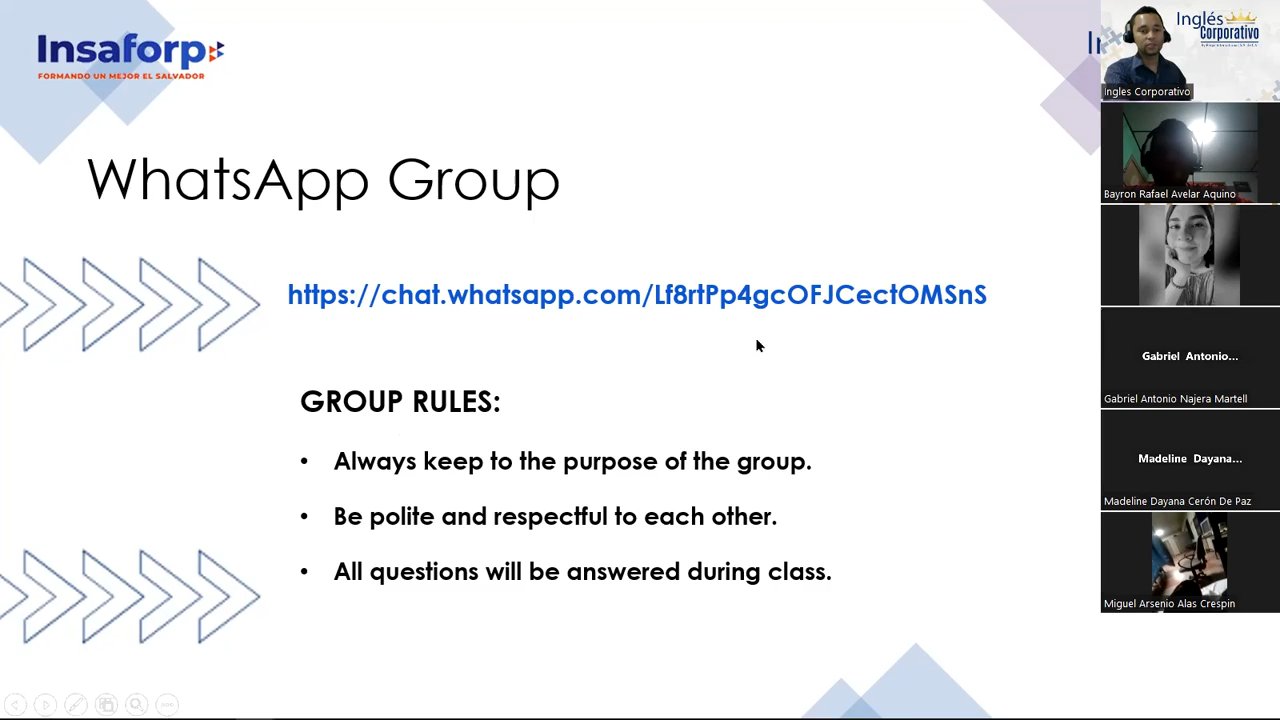 Insaforp
FORMANDO UN MEJOR EL SALVADOR
WhatsApp Group
https://chat.whatsapp.com/Lf8rtPp4gcOFJCectOMSnS
GROUP RULES:
• Always keep to the purpose of the group.
• Be polite and respectful to each other.
• All questions will be answered during class.
Inglés
Corporativo
Ingles Corporativo
Bayron Rafael Avelar Aquino
Gabriel Antonio...
Gabriel Antonio Najera Martell
Madeline Dayana...
Madeline Dayana Cerón De Paz
Miguel Arsenio Alas Crespin